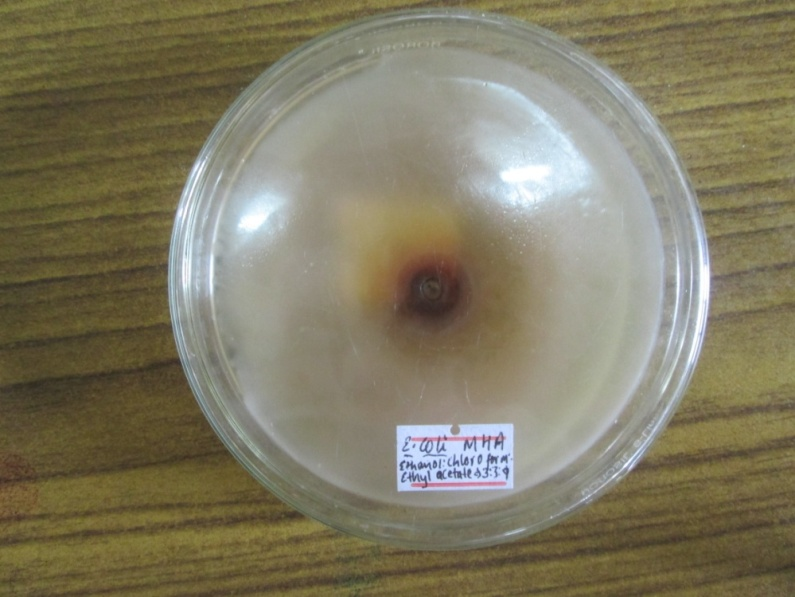 E. coli MHA
Ethanol: chloroform:
Ethyl acetate → 3:3:9